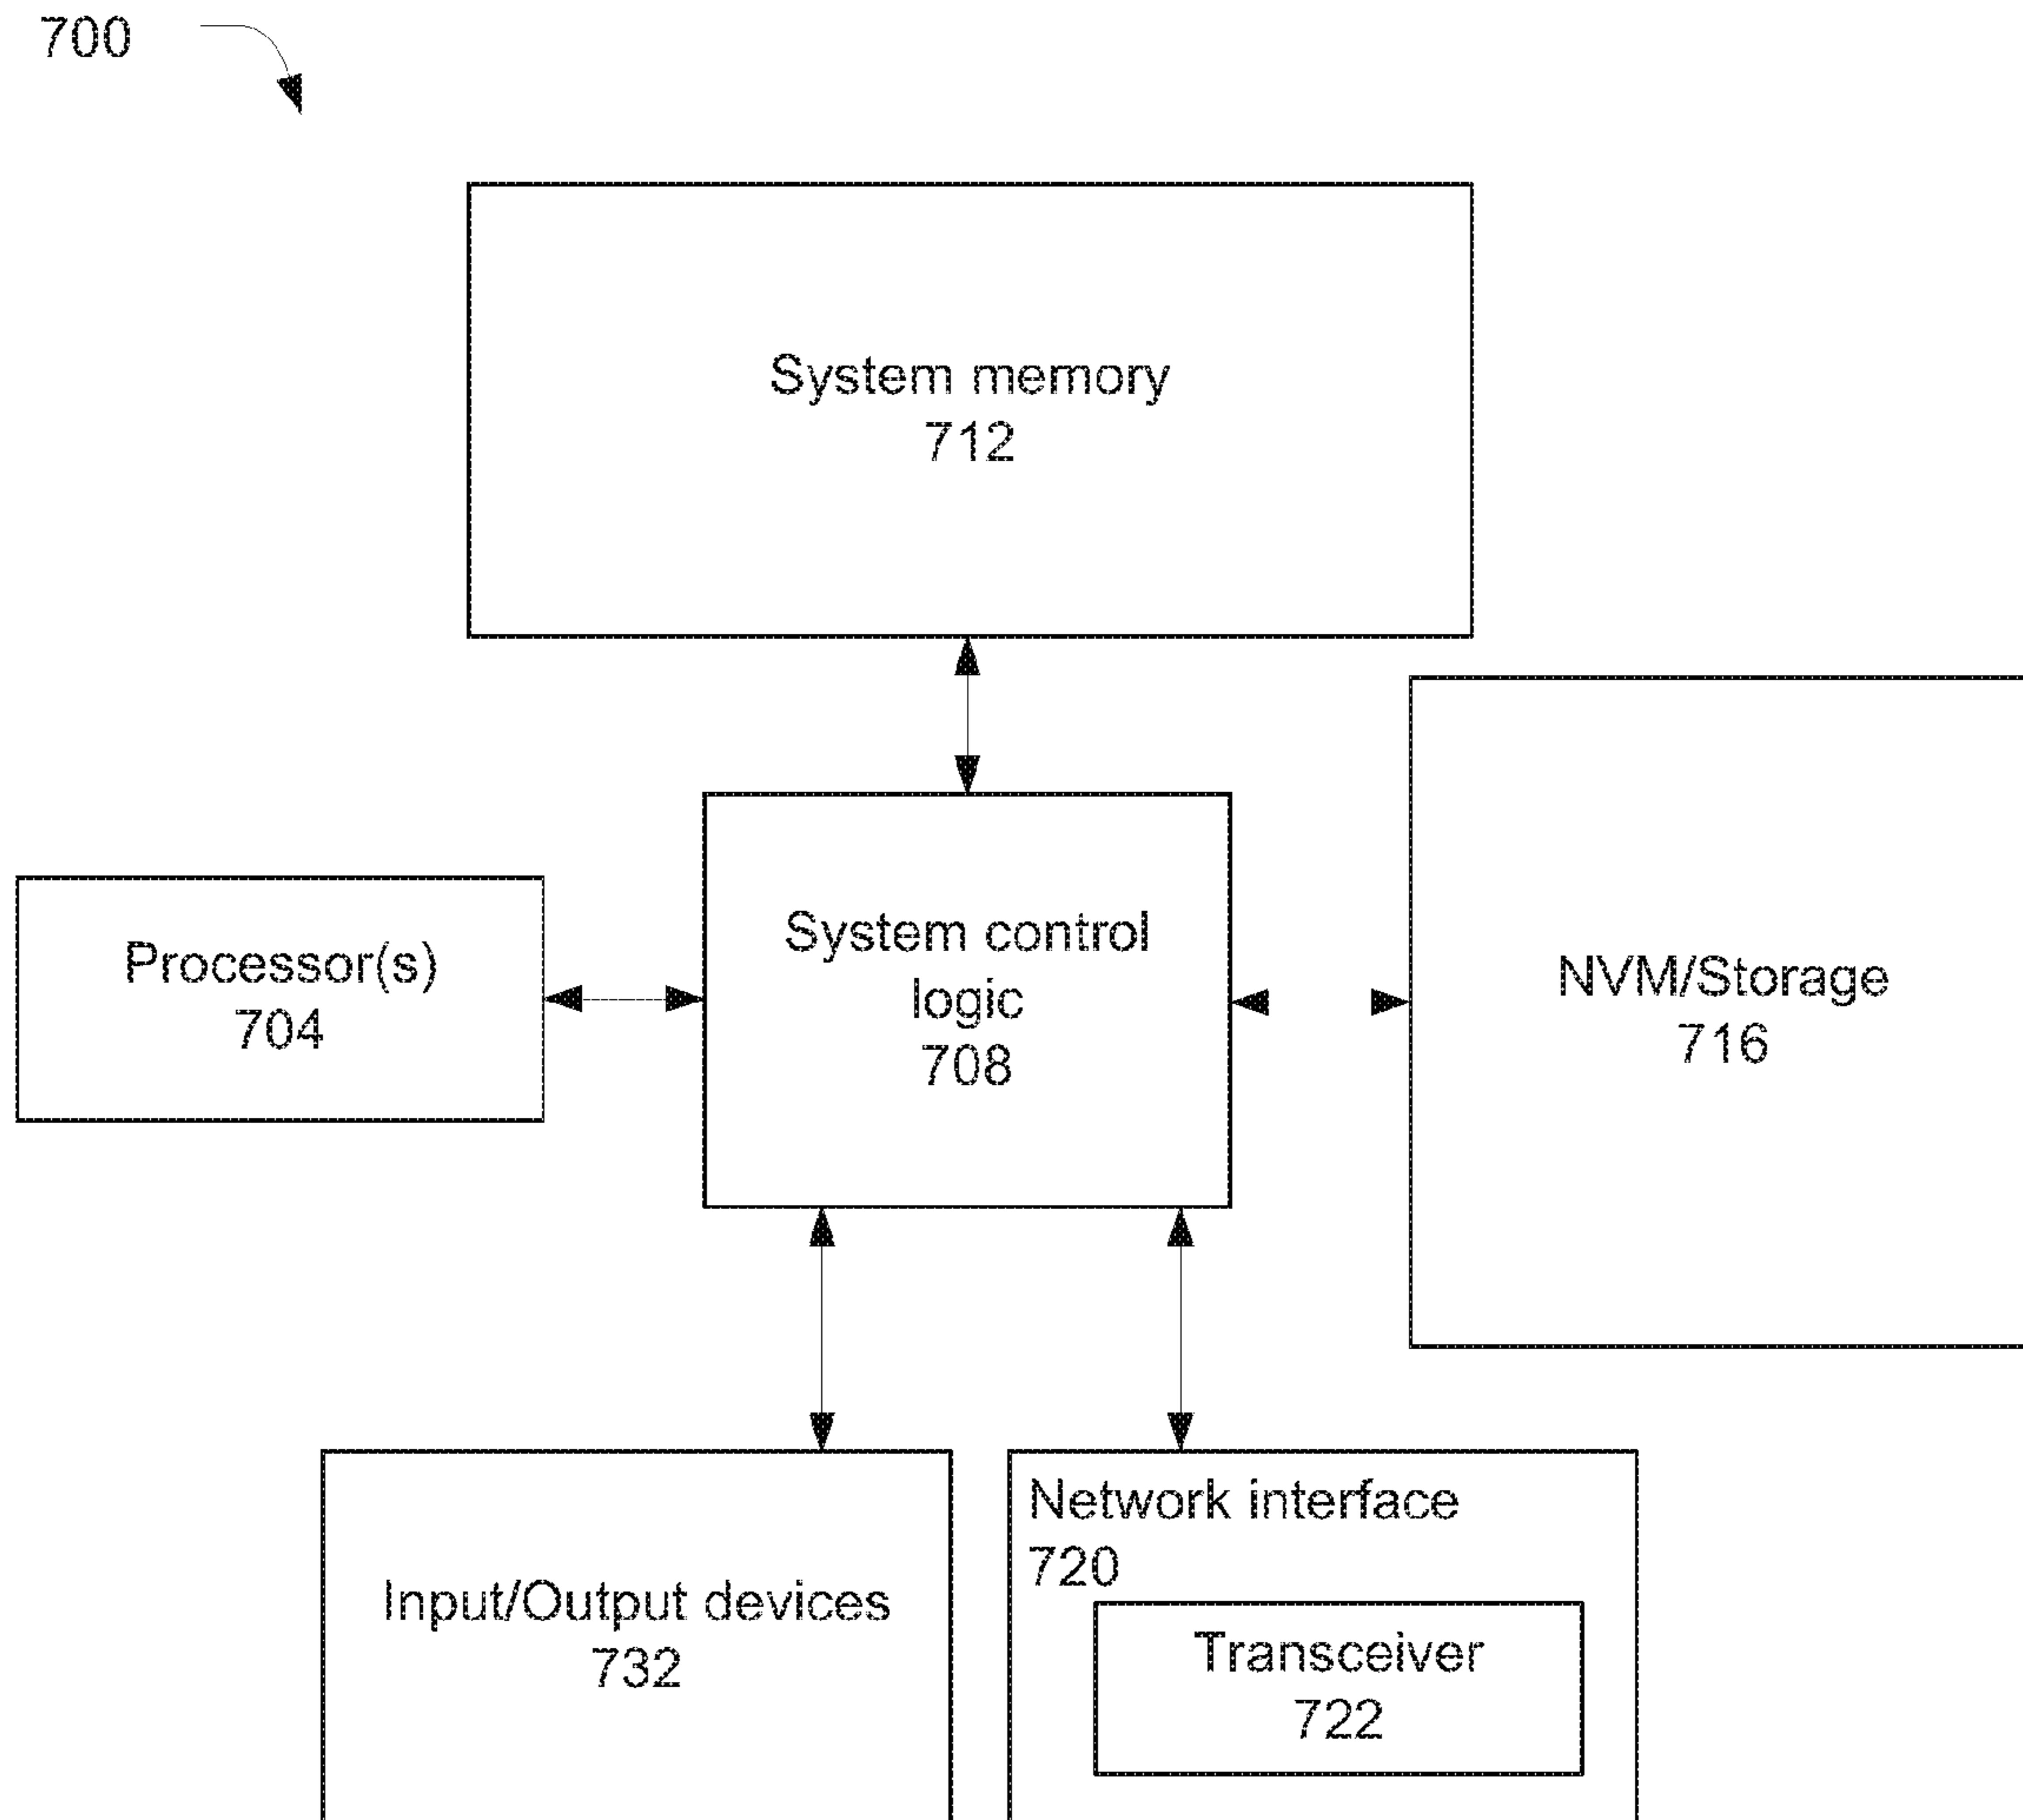 700
System memory
712
Processor(s)
704
System control
logic
708
NVM/Storage
716
Input/Output devices
732
Network interface
720
Transceiver
722